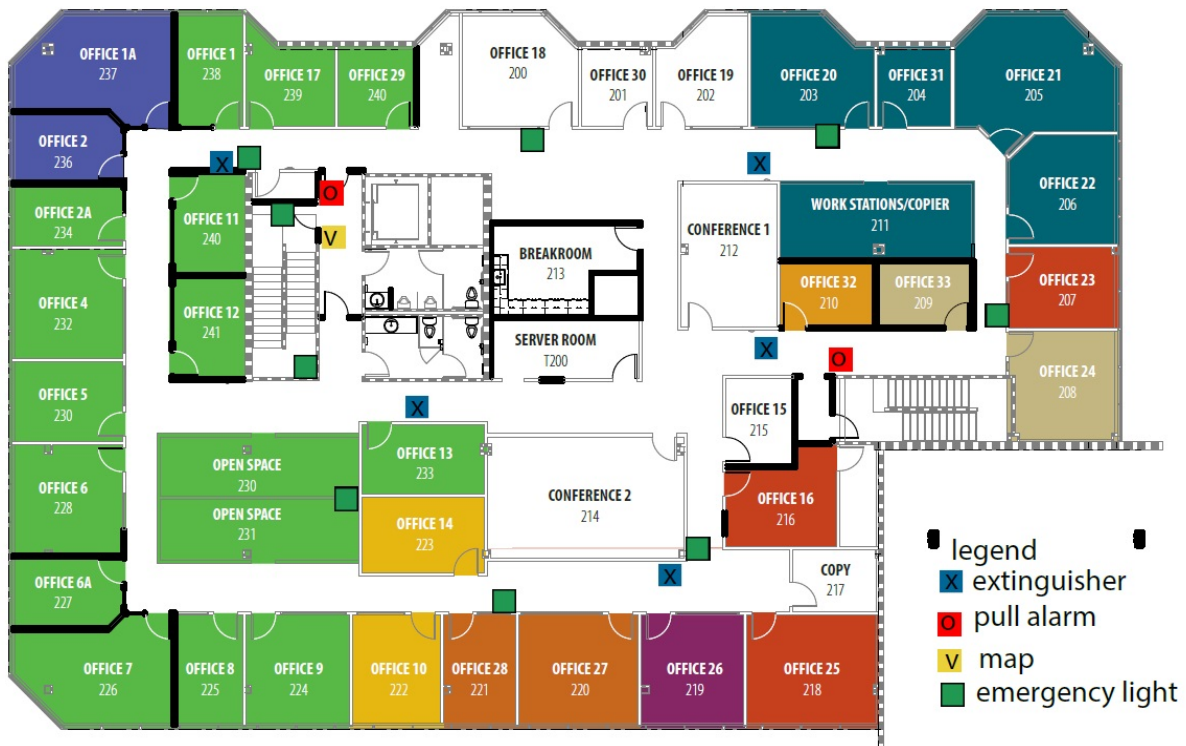 OFFICE 1A
237
OFFICE 1
238
OFFICE 17
239
OFFICE 29
240
OFFICE 18
200
OFFICE 30
201
OFFICE 19
202
OFFICE 20
203
OFFICE 31
204
OFFICE 21
205
OFFICE 2
236
X
X
OFFICE 22
206
O
OFFICE 2A
234
OFFICE 11
240
V
CONFERENCE 1
212
WORK STATIONS/COPIER
211
BREAKROOM
213
OFFICE 4
232
OFFICE 12
241
OFFICE 32
210
OFFICE 33
209
OFFICE 23
207
SERVER ROOM
T200
X
O
OFFICE 24
208
OFFICE 5
230
X
OFFICE 15
215
OFFICE 13
233
OPEN SPACE
230
OFFICE 6
228
OPEN SPACE
231
OFFICE 14
223
CONFERENCE 2
214
OFFICE 16
216
OFFICE 6A
227
X
COPY
217
OFFICE 7
226
OFFICE 8
225
OFFICE 9
224
OFFICE 10
222
OFFICE 28
221
OFFICE 27
220
OFFICE 26
219
OFFICE 25
218
legend
X extinguisher
O pull alarm
V map
emergency light